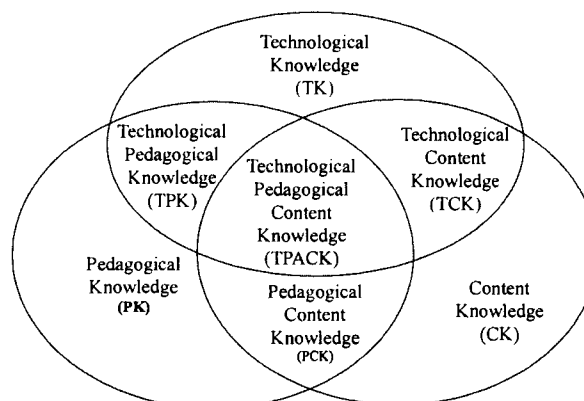 Technological
Knowledge
(TK)
Technological
Pedagogical
Knowledge
(TPK)
Technological
Content
Knowledge
(TCK)
Technological
Pedagogical
Content
Knowledge
(TPACK)
Pedagogical
Knowledge
(PK)
Pedagogical
Content
Knowledge
(PCK)
Content
Knowledge
(CK)